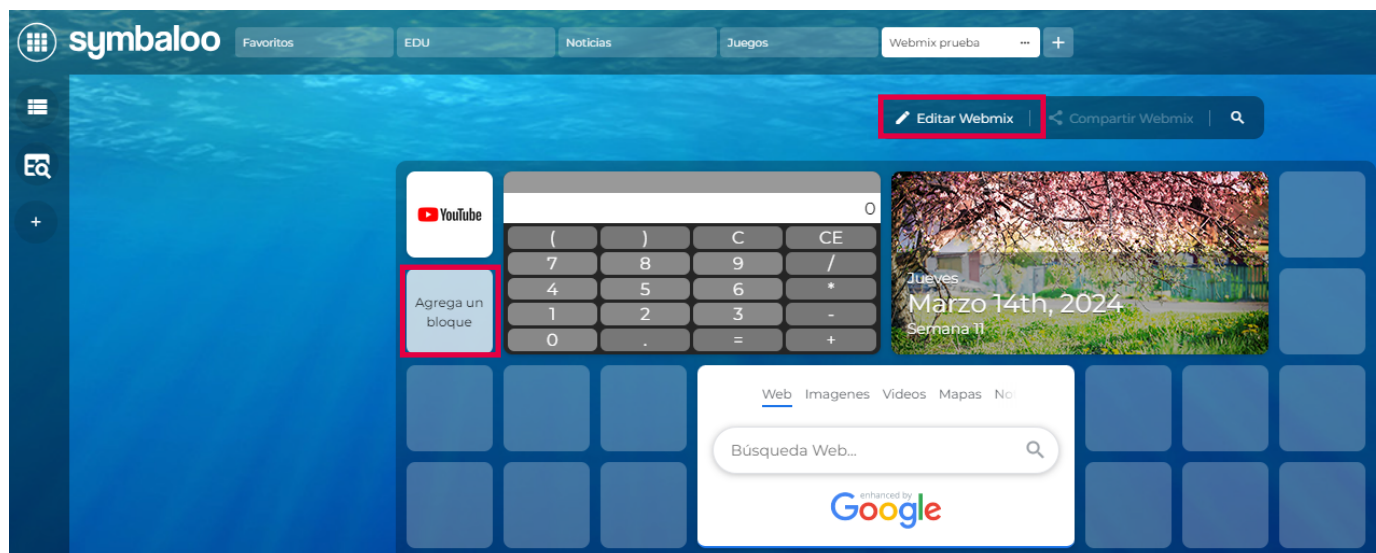 symbaloo
Favoritos
EDU
Noticias
Juegos
Webmix prueba ...
+
Editar Webmix
Compartir Webmix
EQ
+
YouTube
0
( ) C CE
7 8 9 /
4 5 6 *
1 2 3 -
0 . = +
Jueves
Marzo 14th, 2024
Semana 11
Agrega un
bloque
Web Imagenes Videos Mapas
Búsqueda Web...
enhanced by
Google